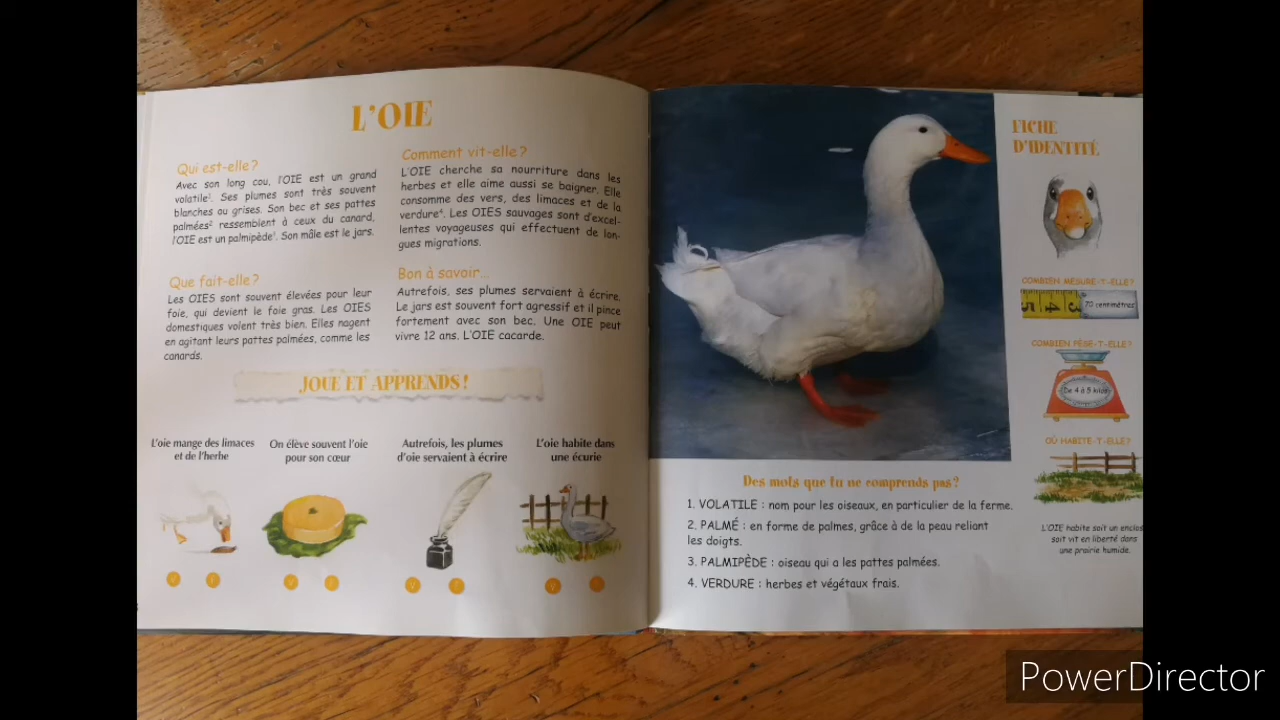 L'OIE
Qui est-elle ?
Avec son long cou, l'OIE est un grand
volatile¹. Ses plumes sont très souvent
blanches ou grises. Son bec et ses pattes
palmées² ressemblent à ceux du canard,
l'OIE est un palmipède³. Son mâle est le jars.
Que fait-elle ?
Les OIES sont souvent élevées pour leur
foie, qui devient le foie gras. Les OIES
domestiques volent très bien. Elles nagent
en agitant leurs pattes palmées, comme les
canards.
Comment vit-elle ?
L'OIE cherche sa nourriture dans les
herbes et elle aime aussi se baigner. Elle
consomme des vers, des limaces et de la
verdure⁴. Les OIES sauvages sont d'excel-
lentes voyageuses qui effectuent de lon-
gues migrations.
Bon à savoir...
Autrefois, ses plumes servaient à écrire.
Le jars est souvent fort agressif et il pince
fortement avec son bec. Une OIE peut
vivre 12 ans. L'OIE cacarde.
JOUE ET APPRENDS !
L'oie mange des limaces
et de l'herbe
V F
On élève souvent l'oie
pour son cœur
V F
Autrefois, les plumes
d'oie servaient à écrire
V F
L'oie habite dans
une écurie
V F
FICHE
D'IDENTITÉ
COMBIEN MESURE-T-ELLE ?
5 4 3 70 centimètres
COMBIEN PÈSE-T-ELLE ?
De 4 à 5 kilos
OÙ HABITE-T-ELLE ?
L'OIE habite soit un enclos
soit vit en liberté dans
une prairie humide.
Des mots que tu ne comprends pas ?
1. VOLATILE : nom pour les oiseaux, en particulier de la ferme.
2. PALMÉ : en forme de palmes, grâce à de la peau reliant
les doigts.
3. PALMIPÈDE : oiseau qui a les pattes palmées.
4. VERDURE : herbes et végétaux frais.
PowerDirector